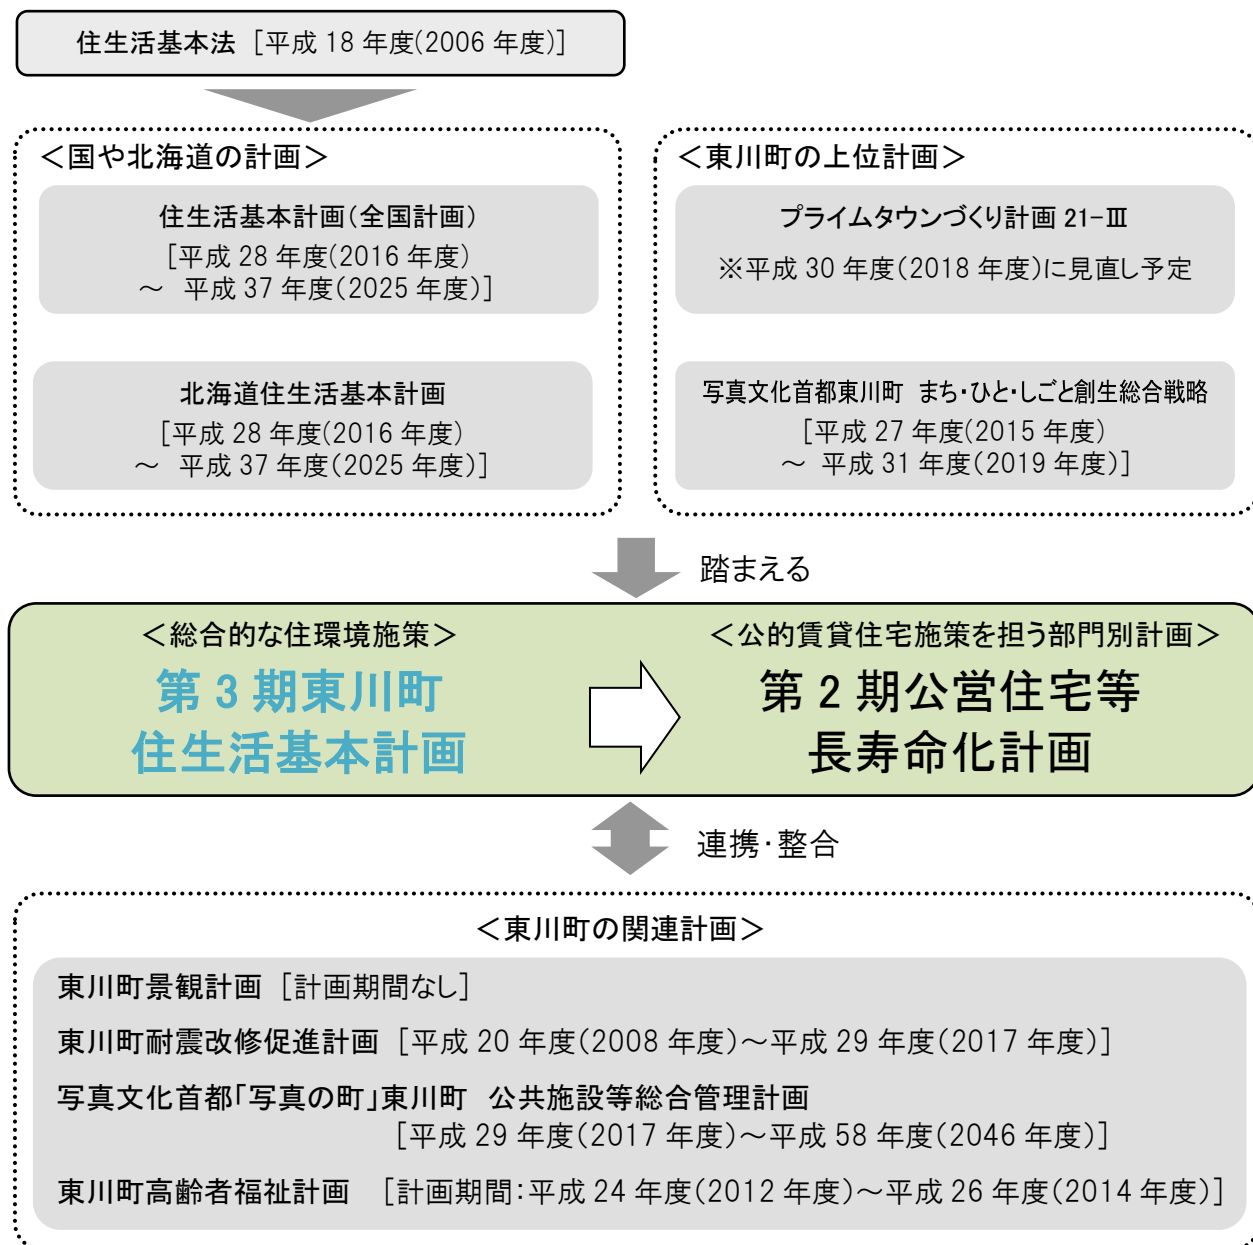 住生活基本法 [平成 18 年度(2006 年度)]
＜国や北海道の計画＞
住生活基本計画(全国計画)
[平成 28 年度(2016 年度)
～ 平成 37 年度(2025 年度)]
北海道住生活基本計画
[平成 28 年度(2016 年度)
～ 平成 37 年度(2025 年度)]
＜東川町の上位計画＞
プライムタウンづくり計画 21-Ⅲ
※平成 30 年度(2018 年度)に見直し予定
写真文化首都東川町 まち・ひと・しごと創生総合戦略
[平成 27 年度(2015 年度)
～ 平成 31 年度(2019 年度)]
踏まえる
＜総合的な住環境施策＞
第 3 期東川町
住生活基本計画
＜公的賃貸住宅施策を担う部門別計画＞
第 2 期公営住宅等
長寿命化計画
連携・整合
＜東川町の関連計画＞
東川町景観計画 [計画期間なし]
東川町耐震改修促進計画 [平成 20 年度(2008 年度)～平成 29 年度(2017 年度)]
写真文化首都「写真の町」東川町 公共施設等総合管理計画
[平成 29 年度(2017 年度)～平成 58 年度(2046 年度)]
東川町高齢者福祉計画 [計画期間：平成 24 年度(2012 年度)～平成 26 年度(2014 年度)]